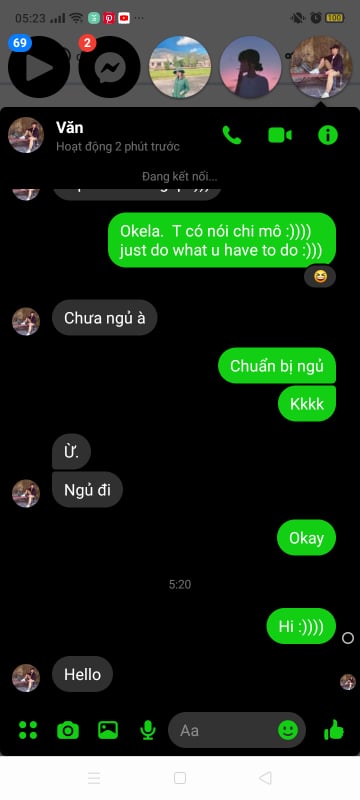 05:23
100
69
2
Văn
Hoạt động 2 phút trước
Đang kết nối...
Okela. T có nói chi mô :))))
just do what u have to do :)))
Chưa ngủ à
Chuẩn bị ngủ
Kkkk
Ừ.
Ngủ đi
Okay
5:20
Hi :))))
Hello
Aa